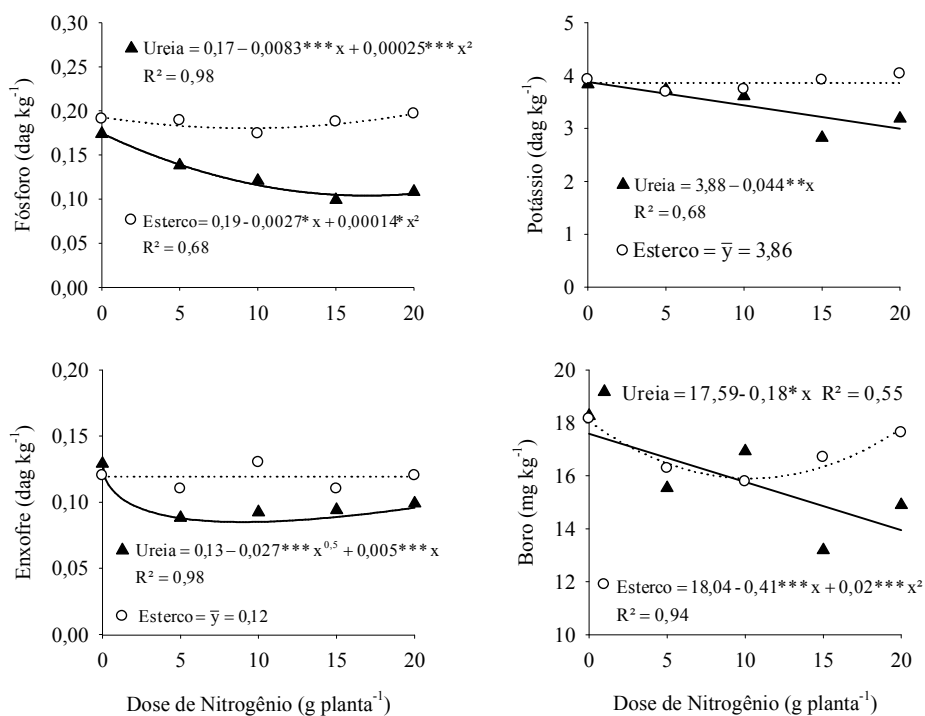 0,30
0,25
0,20
0,15
0,10
0,05
0,00
Fósforo (dag kg⁻¹)
▲ Ureia = 0,17 – 0,0083*** x + 0,00025*** x²
R² = 0,98
○ Esterco = 0,19 - 0,0027* x + 0,00014* x²
R² = 0,68
0 5 10 15 20
5
4
3
2
1
0
Potássio (dag kg⁻¹)
▲ Ureia = 3,88 – 0,044**x
R² = 0,68
○ Esterco = y̅ = 3,86
0 5 10 15 20
0,20
0,15
0,10
0,05
0,00
Enxofre (dag kg⁻¹)
▲ Ureia = 0,13 – 0,027*** x⁰,⁵ + 0,005*** x
R² = 0,98
○ Esterco = y̅ = 0,12
0 5 10 15 20
Dose de Nitrogênio (g planta⁻¹)
20
18
16
14
12
10
Boro (mg kg⁻¹)
▲ Ureia = 17,59 - 0,18* x R² = 0,55
○ Esterco = 18,04 - 0,41*** x + 0,02*** x²
R² = 0,94
0 5 10 15 20
Dose de Nitrogênio (g planta⁻¹)